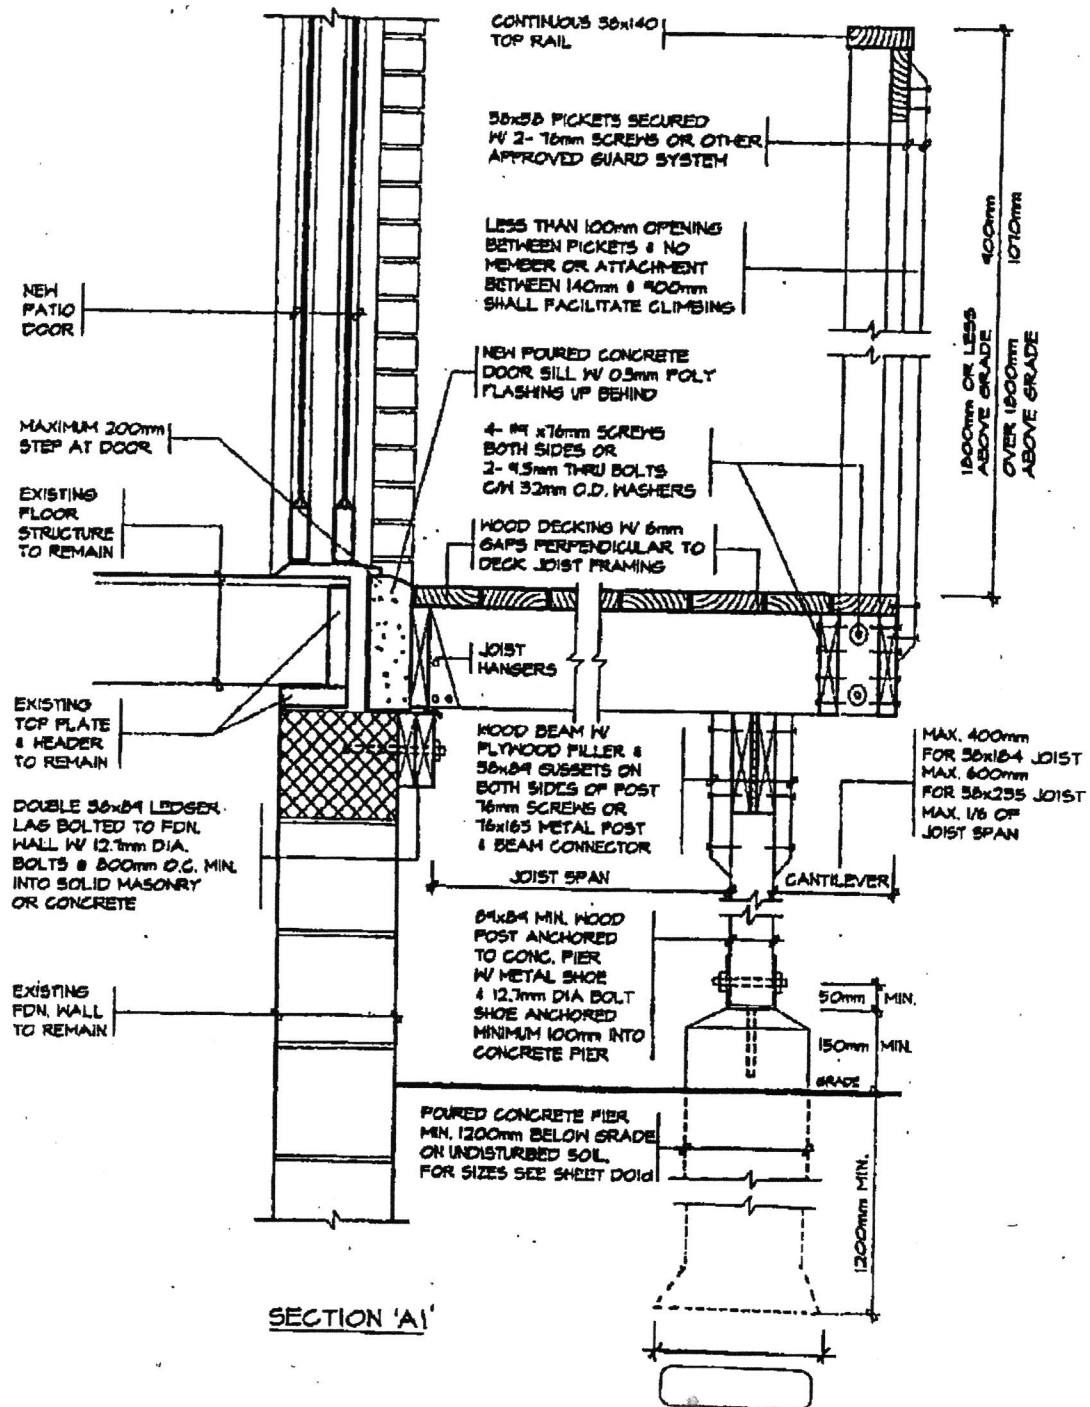 CONTINUOUS 38x140
TOP RAIL
38x38 PICKETS SECURED
W/ 2- 76mm SCREWS OR OTHER
APPROVED GUARD SYSTEM
LESS THAN 100mm OPENING
BETWEEN PICKETS & NO
MEMBER OR ATTACHMENT
BETWEEN 140mm & 900mm
SHALL FACILITATE CLIMBING
900mm
1070mm
1800mm OR LESS
ABOVE GRADE
OVER 1800mm
ABOVE GRADE
NEW
PATIO
DOOR
NEW POURED CONCRETE
DOOR SILL W/ 0.5mm POLY
FLASHING UP BEHIND
MAXIMUM 200mm
STEP AT DOOR
4- #9 x76mm SCREWS
BOTH SIDES OR
2- 9.5mm THRU BOLTS
C/W 32mm O.D. WASHERS
EXISTING
FLOOR
STRUCTURE
TO REMAIN
WOOD DECKING W/ 6mm
GAPS PERPENDICULAR TO
DECK JOIST FRAMING
JOIST
HANGERS
EXISTING
TOP PLATE
& HEADER
TO REMAIN
WOOD BEAM W/
PLYWOOD FILLER &
38x89 GUSSETS ON
BOTH SIDES OF POST
76mm SCREWS OR
76x165 METAL POST
& BEAM CONNECTOR
MAX. 400mm
FOR 38x184 JOIST
MAX. 600mm
FOR 38x235 JOIST
MAX. 1/6 OF
JOIST SPAN
DOUBLE 38x89 LEDGER
LAG BOLTED TO FDN.
WALL W/ 12.7mm DIA.
BOLTS @ 800mm O.C. MIN.
INTO SOLID MASONRY
OR CONCRETE
JOIST SPAN
CANTILEVER
89x89 MIN. WOOD
POST ANCHORED
TO CONC. PIER
W/ METAL SHOE
& 12.7mm DIA BOLT
SHOE ANCHORED
MINIMUM 100mm INTO
CONCRETE PIER
EXISTING
FDN. WALL
TO REMAIN
50mm MIN.
150mm MIN.
GRADE
POURED CONCRETE PIER
MIN. 1200mm BELOW GRADE
ON UNDISTURBED SOIL.
FOR SIZES SEE SHEET D01d
1200mm MIN.
SECTION 'A1'